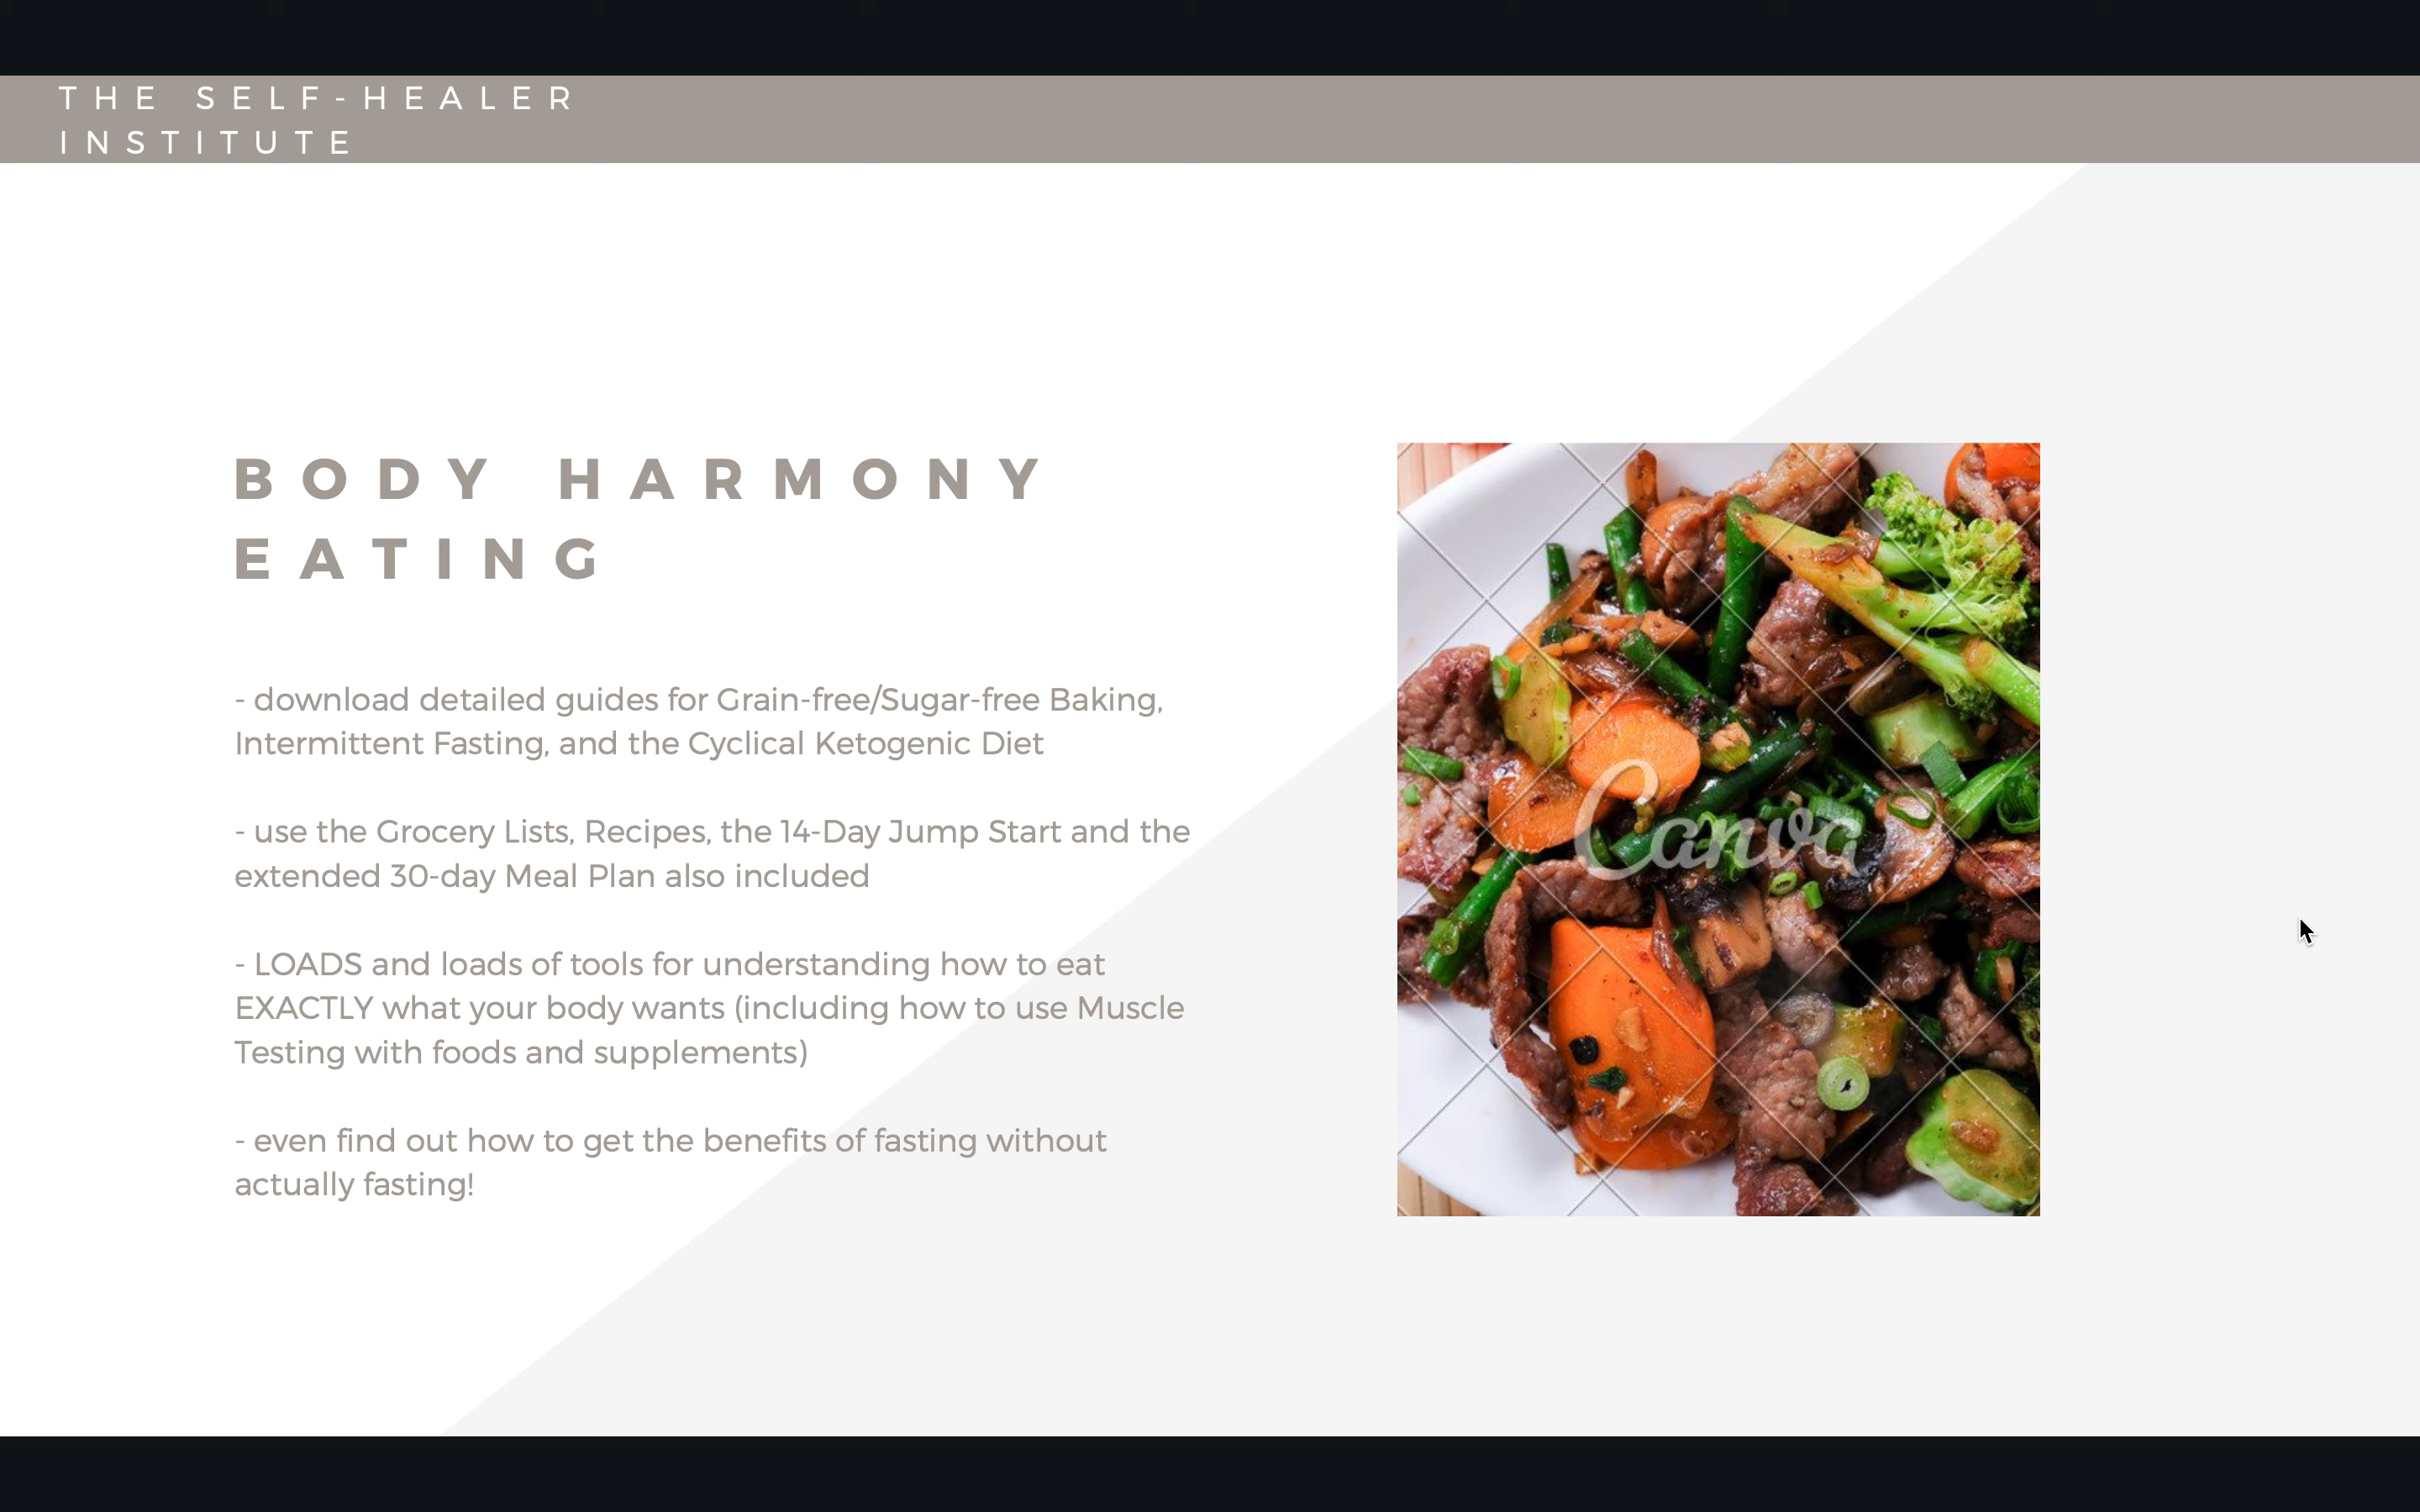 THE SELF-HEALER
INSTITUTE
BODY HARMONY
EATING
- download detailed guides for Grain-free/Sugar-free Baking,
Intermittent Fasting, and the Cyclical Ketogenic Diet
- use the Grocery Lists, Recipes, the 14-Day Jump Start and the
extended 30-day Meal Plan also included
- LOADS and loads of tools for understanding how to eat
EXACTLY what your body wants (including how to use Muscle
Testing with foods and supplements)
- even find out how to get the benefits of fasting without
actually fasting!
Canva